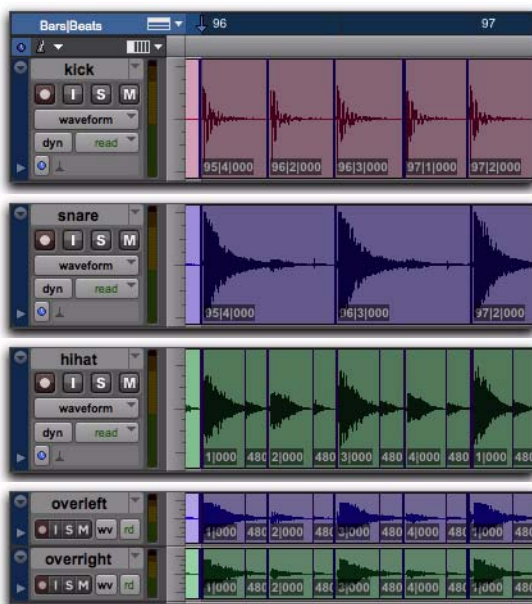 Bars|Beats 96 97
kick
I S M
waveform
dyn read
95|4|000 96|2|000 96|3|000 97|1|000 97|2|000
snare
I S M
waveform
dyn read
95|4|000 96|3|000 97|2|000
hihat
I S M
waveform
dyn read
1|000 480 2|000 480 3|000 480 4|000 480 1|000 480
overleft
I S M wv rd
1|000 480 2|000 480 3|000 480 4|000 480 1|000 480
overright
I S M wv rd
1|000 480 2|000 480 3|000 480 4|000 480 1|000 480